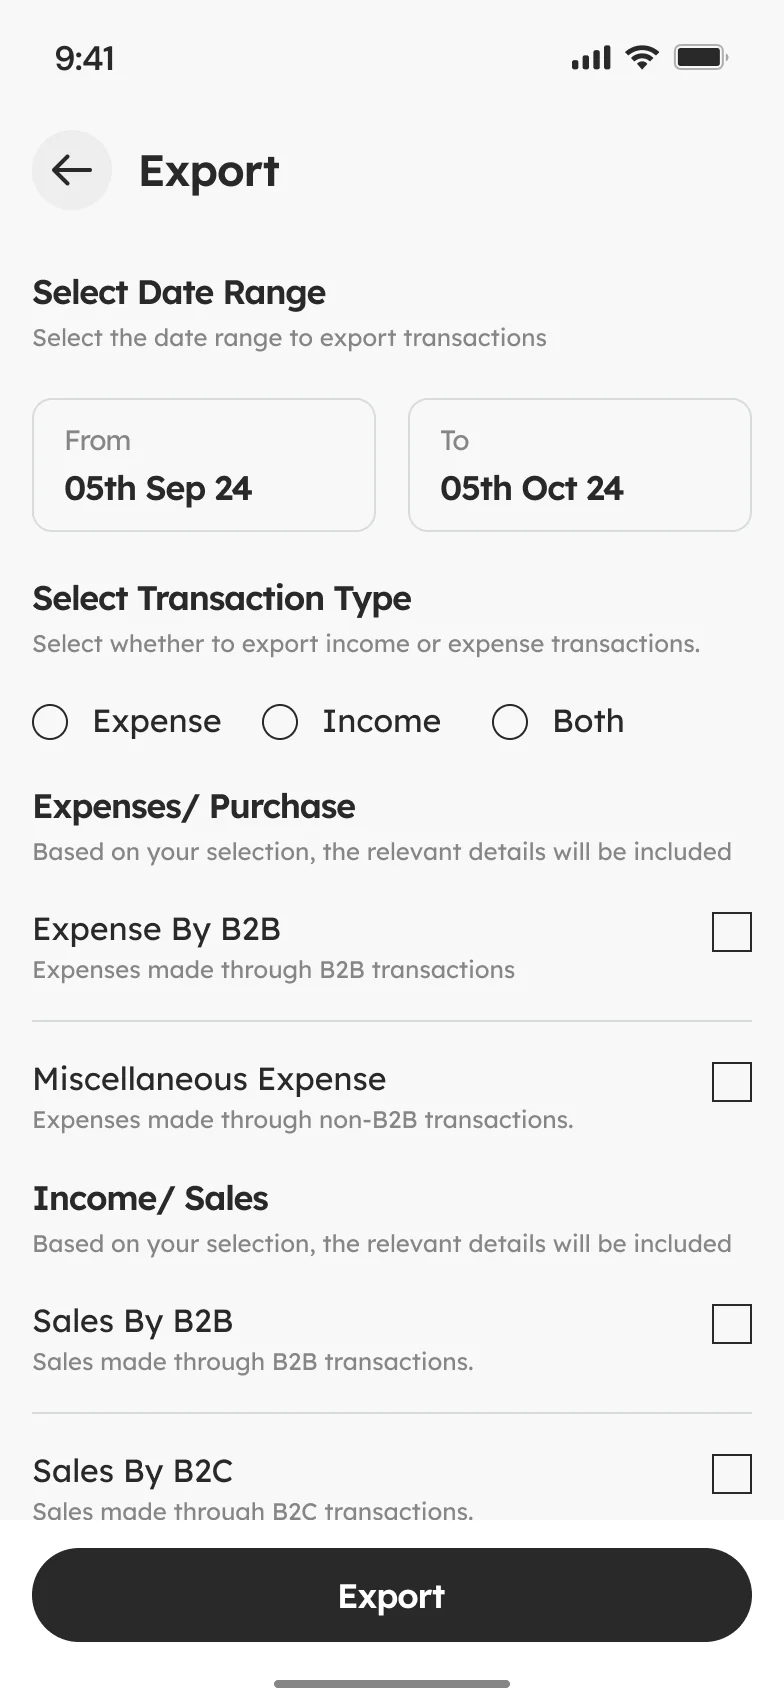 9:41
Export
Select Date Range
Select the date range to export transactions
From
To
05th Sep 24
05th Oct 24
Select Transaction Type
Select whether to export income or expense transactions.
Expense
Income
Both
Expenses/ Purchase
Based on your selection, the relevant details will be included
Expense By B2B
Expenses made through B2B transactions
Miscellaneous Expense
Expenses made through non-B2B transactions.
Income/ Sales
Based on your selection, the relevant details will be included
Sales By B2B
Sales made through B2B transactions.
Sales By B2C
Sales made through B2C transactions.
Export